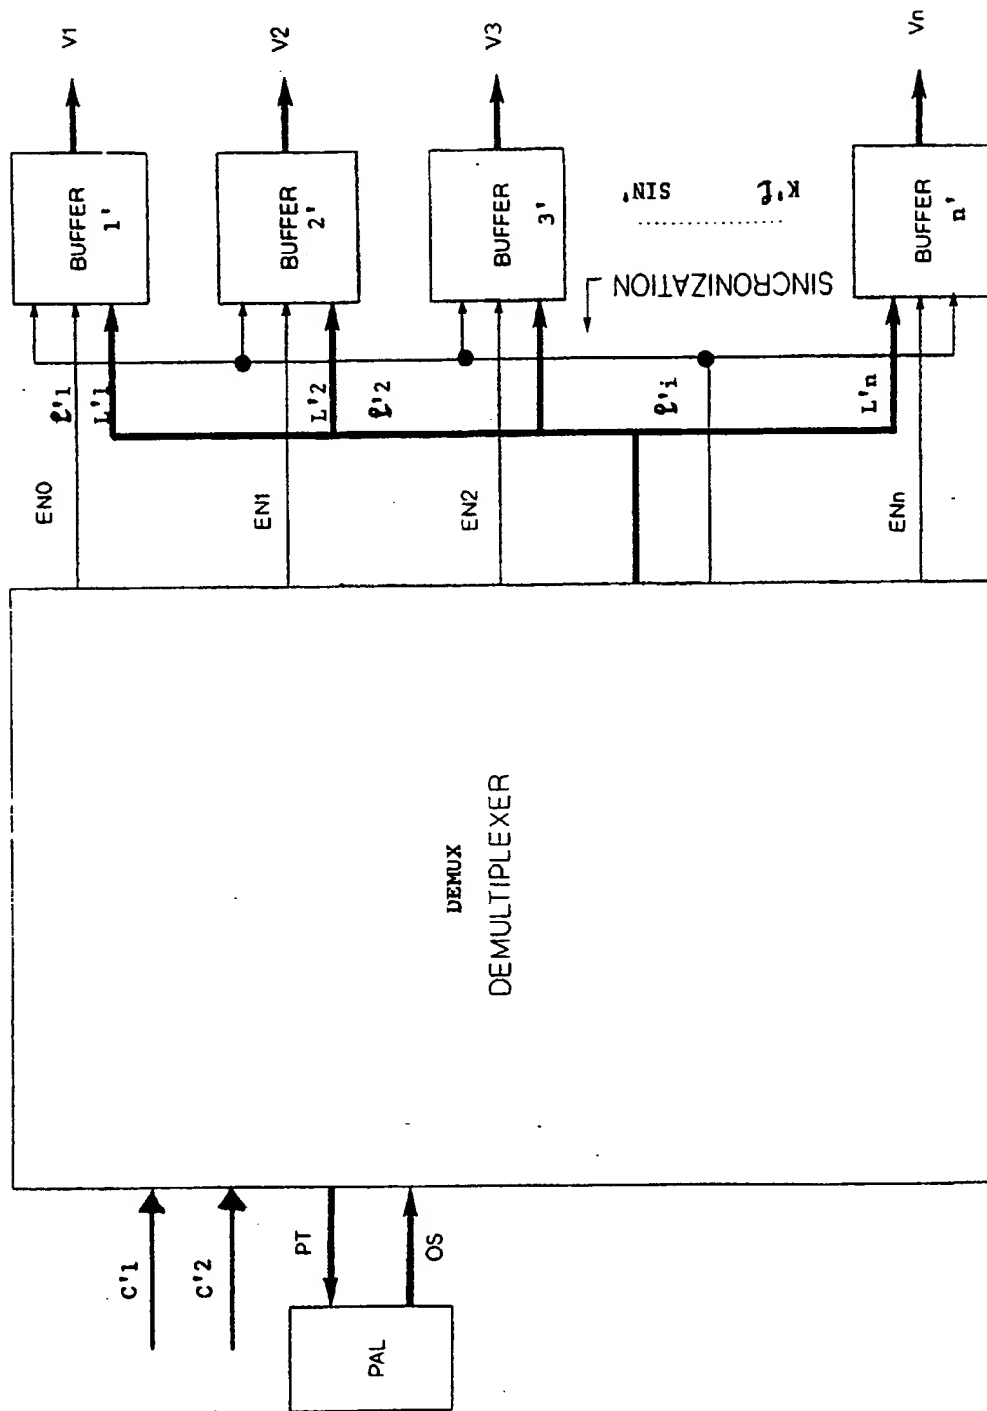 V1
V2
V3
Vn
BUFFER
1'
BUFFER
2'
BUFFER
3'
SIN'
K'ℓ
BUFFER
n'
SINCRONIZATION
ℓ'1
L'1
L'2
ℓ'2
ℓ'i
L'n
EN0
EN1
EN2
ENn
DEMUX
DEMULTIPLEXER
C'1
C'2
PT
OS
PAL